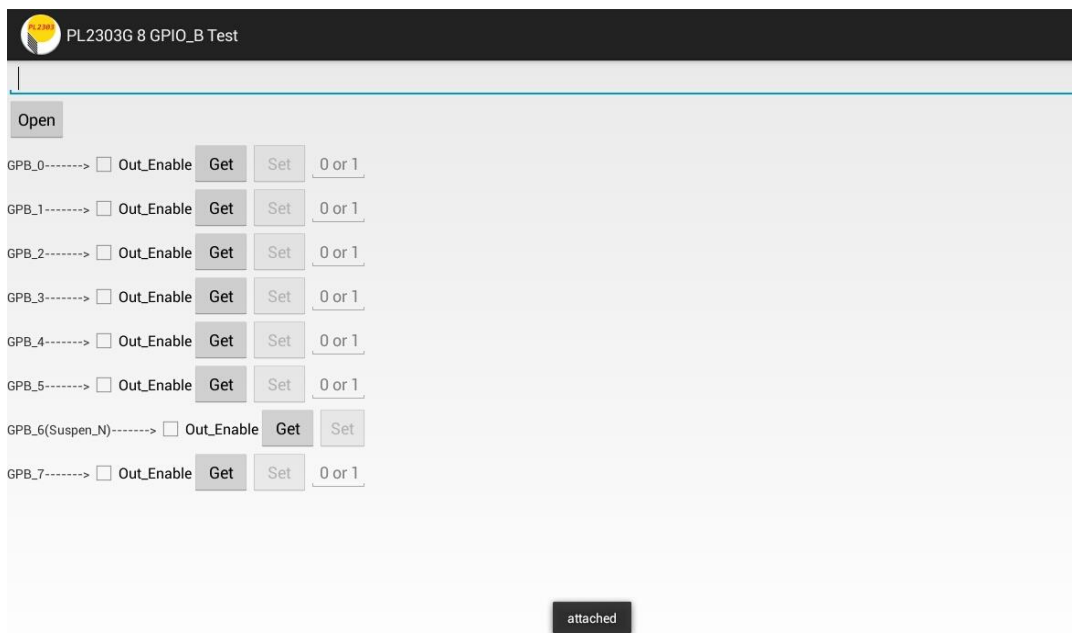 PL2303
PL2303G 8 GPIO_B Test
Open
GPB_0-------> Out_Enable Get Set 0 or 1
GPB_1-------> Out_Enable Get Set 0 or 1
GPB_2-------> Out_Enable Get Set 0 or 1
GPB_3-------> Out_Enable Get Set 0 or 1
GPB_4-------> Out_Enable Get Set 0 or 1
GPB_5-------> Out_Enable Get Set 0 or 1
GPB_6(Suspen_N)-------> Out_Enable Get Set
GPB_7-------> Out_Enable Get Set 0 or 1
attached